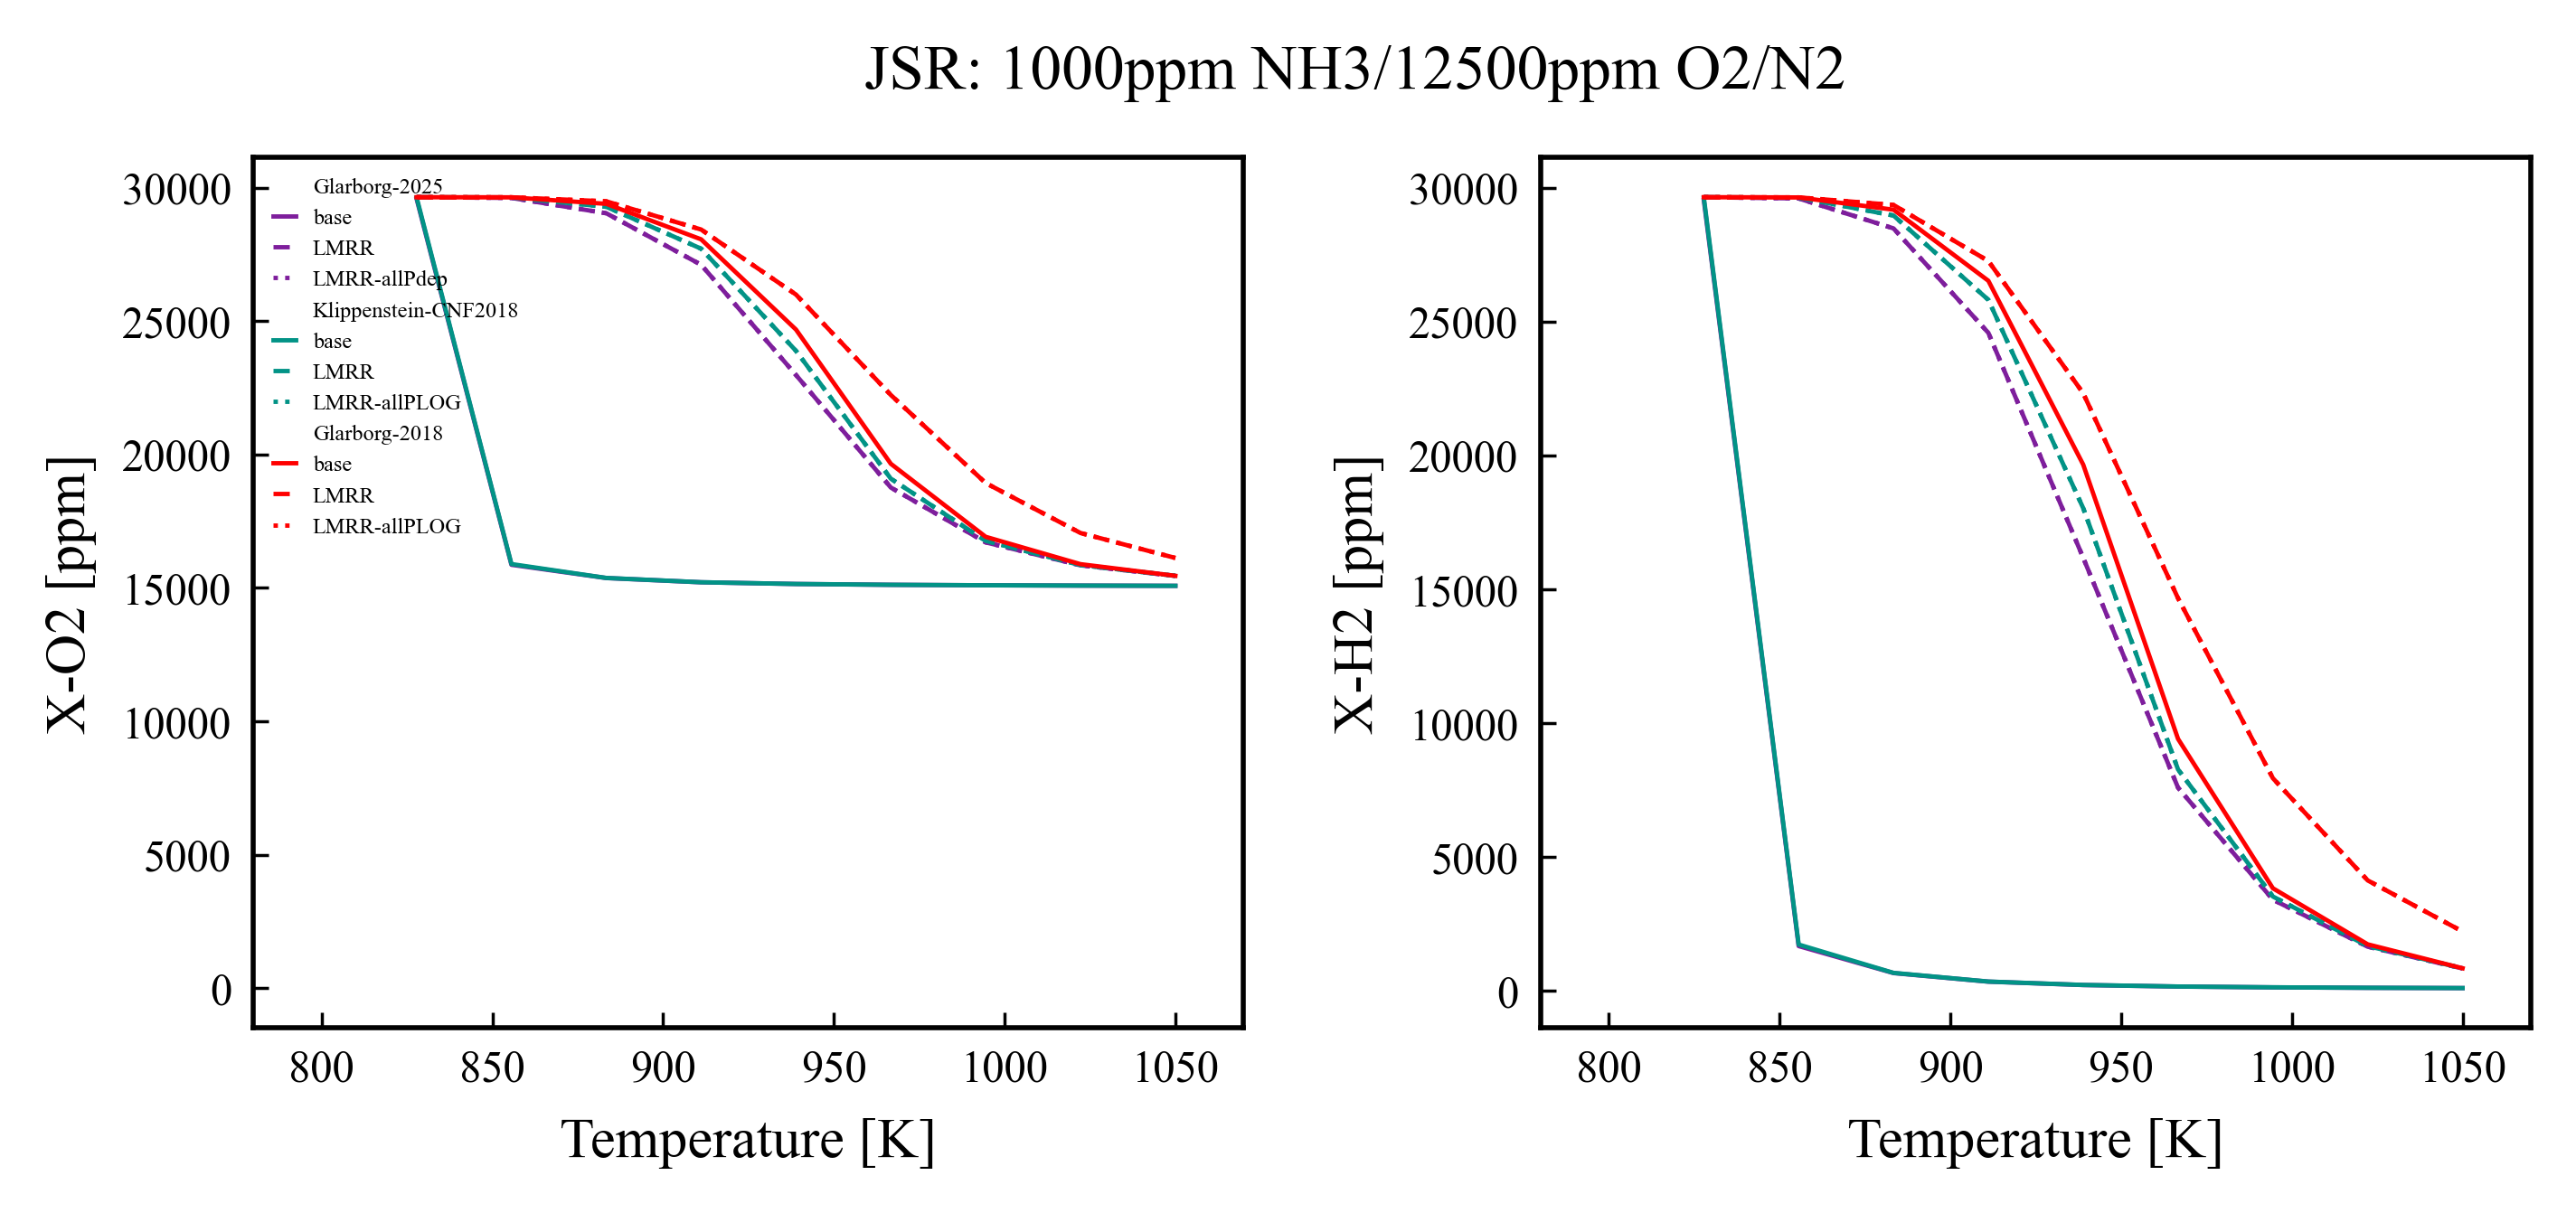 JSR: 1000ppm NH3/12500ppm O2/N2
X-O2 [ppm]
30000
25000
20000
15000
10000
5000
0
Glarborg-2025
base
LMRR
LMRR-allPdep
Klippenstein-CNF2018
base
LMRR
LMRR-allPLOG
Glarborg-2018
base
LMRR
LMRR-allPLOG
800 850 900 950 1000 1050
Temperature [K]
X-H2 [ppm]
30000
25000
20000
15000
10000
5000
0
800 850 900 950 1000 1050
Temperature [K]